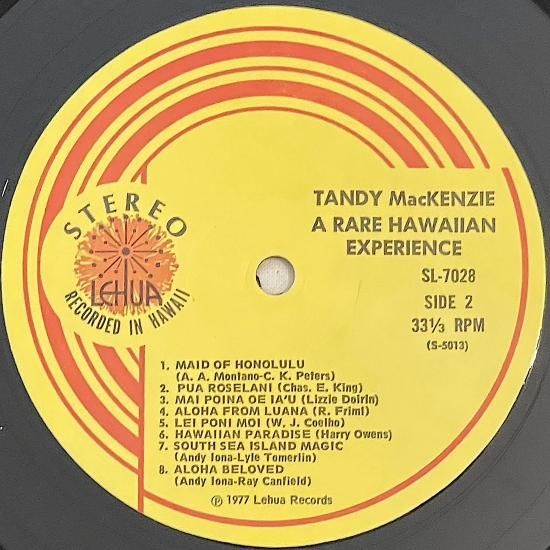 STEREO
LEHUA
RECORDED IN HAWAII
TANDY MacKENZIE
A RARE HAWAIIAN
EXPERIENCE
SL-7028
SIDE 2
33⅓ RPM
(S-5013)
1. MAID OF HONOLULU
(A. A. Montano-C. K. Peters)
2. PUA ROSELANI (Chas. E. King)
3. MAI POINA OE IA'U (Lizzie Doirin)
4. ALOHA FROM LUANA (R. Friml)
5. LEI PONI MOI (W. J. Coelho)
6. HAWAIIAN PARADISE (Harry Owens)
7. SOUTH SEA ISLAND MAGIC
(Andy Iona-Lyle Tomerlin)
8. ALOHA BELOVED
(Andy Iona-Ray Canfield)
℗ 1977 Lehua Records